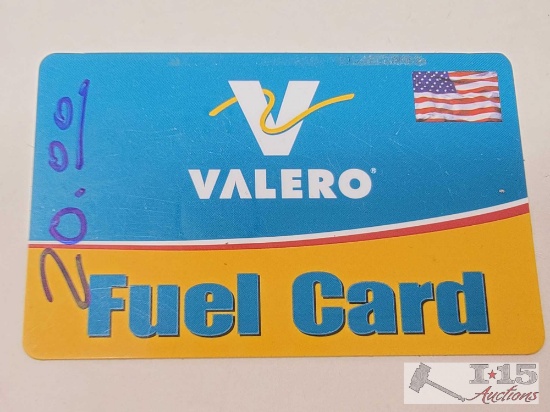 VALERO®
20.00
Fuel Card
I★15
Auctions